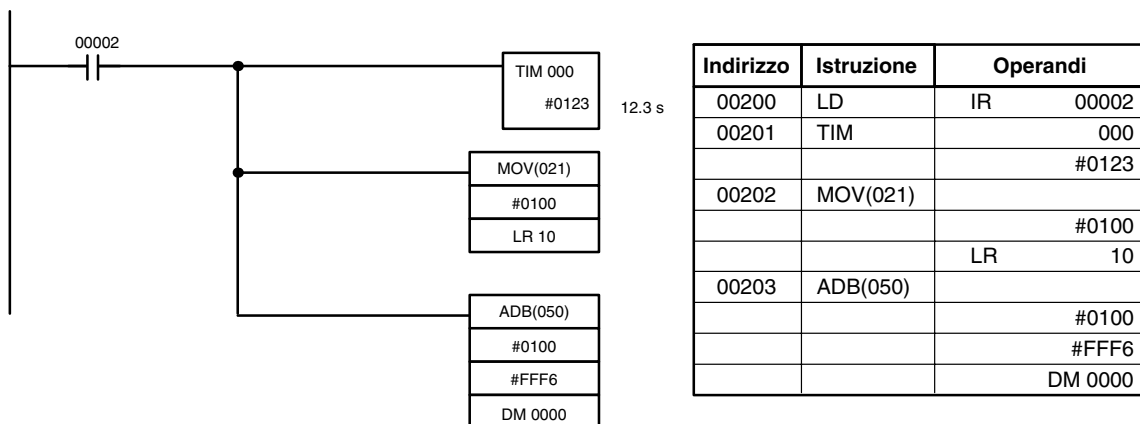 00002
TIM 000
#0123
12.3 s
MOV(021)
#0100
LR 10
ADB(050)
#0100
#FFF6
DM 0000
Indirizzo Istruzione Operandi
00200 LD IR 00002
00201 TIM 000
#0123
00202 MOV(021)
#0100
LR 10
00203 ADB(050)
#0100
#FFF6
DM 0000